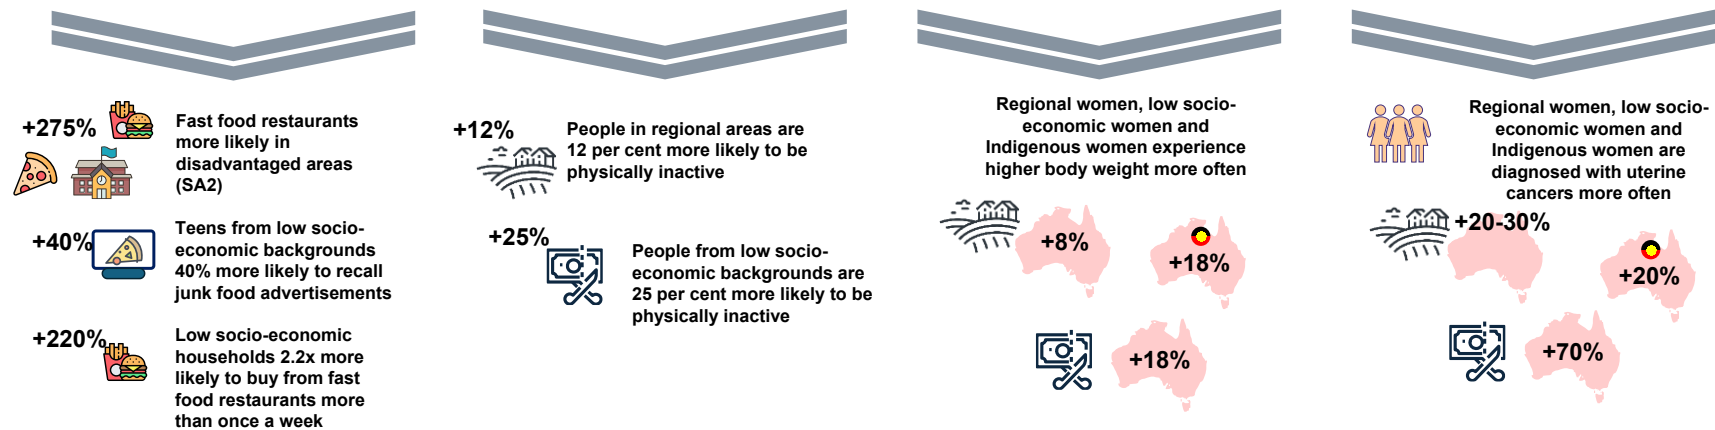 +275%
Fast food restaurants
more likely in
disadvantaged areas
(SA2)
+40%
Teens from low socio-
economic backgrounds
40% more likely to recall
junk food advertisements
+220%
Low socio-economic
households 2.2x more
likely to buy from fast
food restaurants more
than once a week
+12%
People in regional areas are
12 per cent more likely to be
physically inactive
+25%
People from low socio-
economic backgrounds are
25 per cent more likely to be
physically inactive
Regional women, low socio-
economic women and
Indigenous women experience
higher body weight more often
+8%
+18%
+18%
Regional women, low socio-
economic women and
Indigenous women are
diagnosed with uterine
cancers more often
+20-30%
+20%
+70%